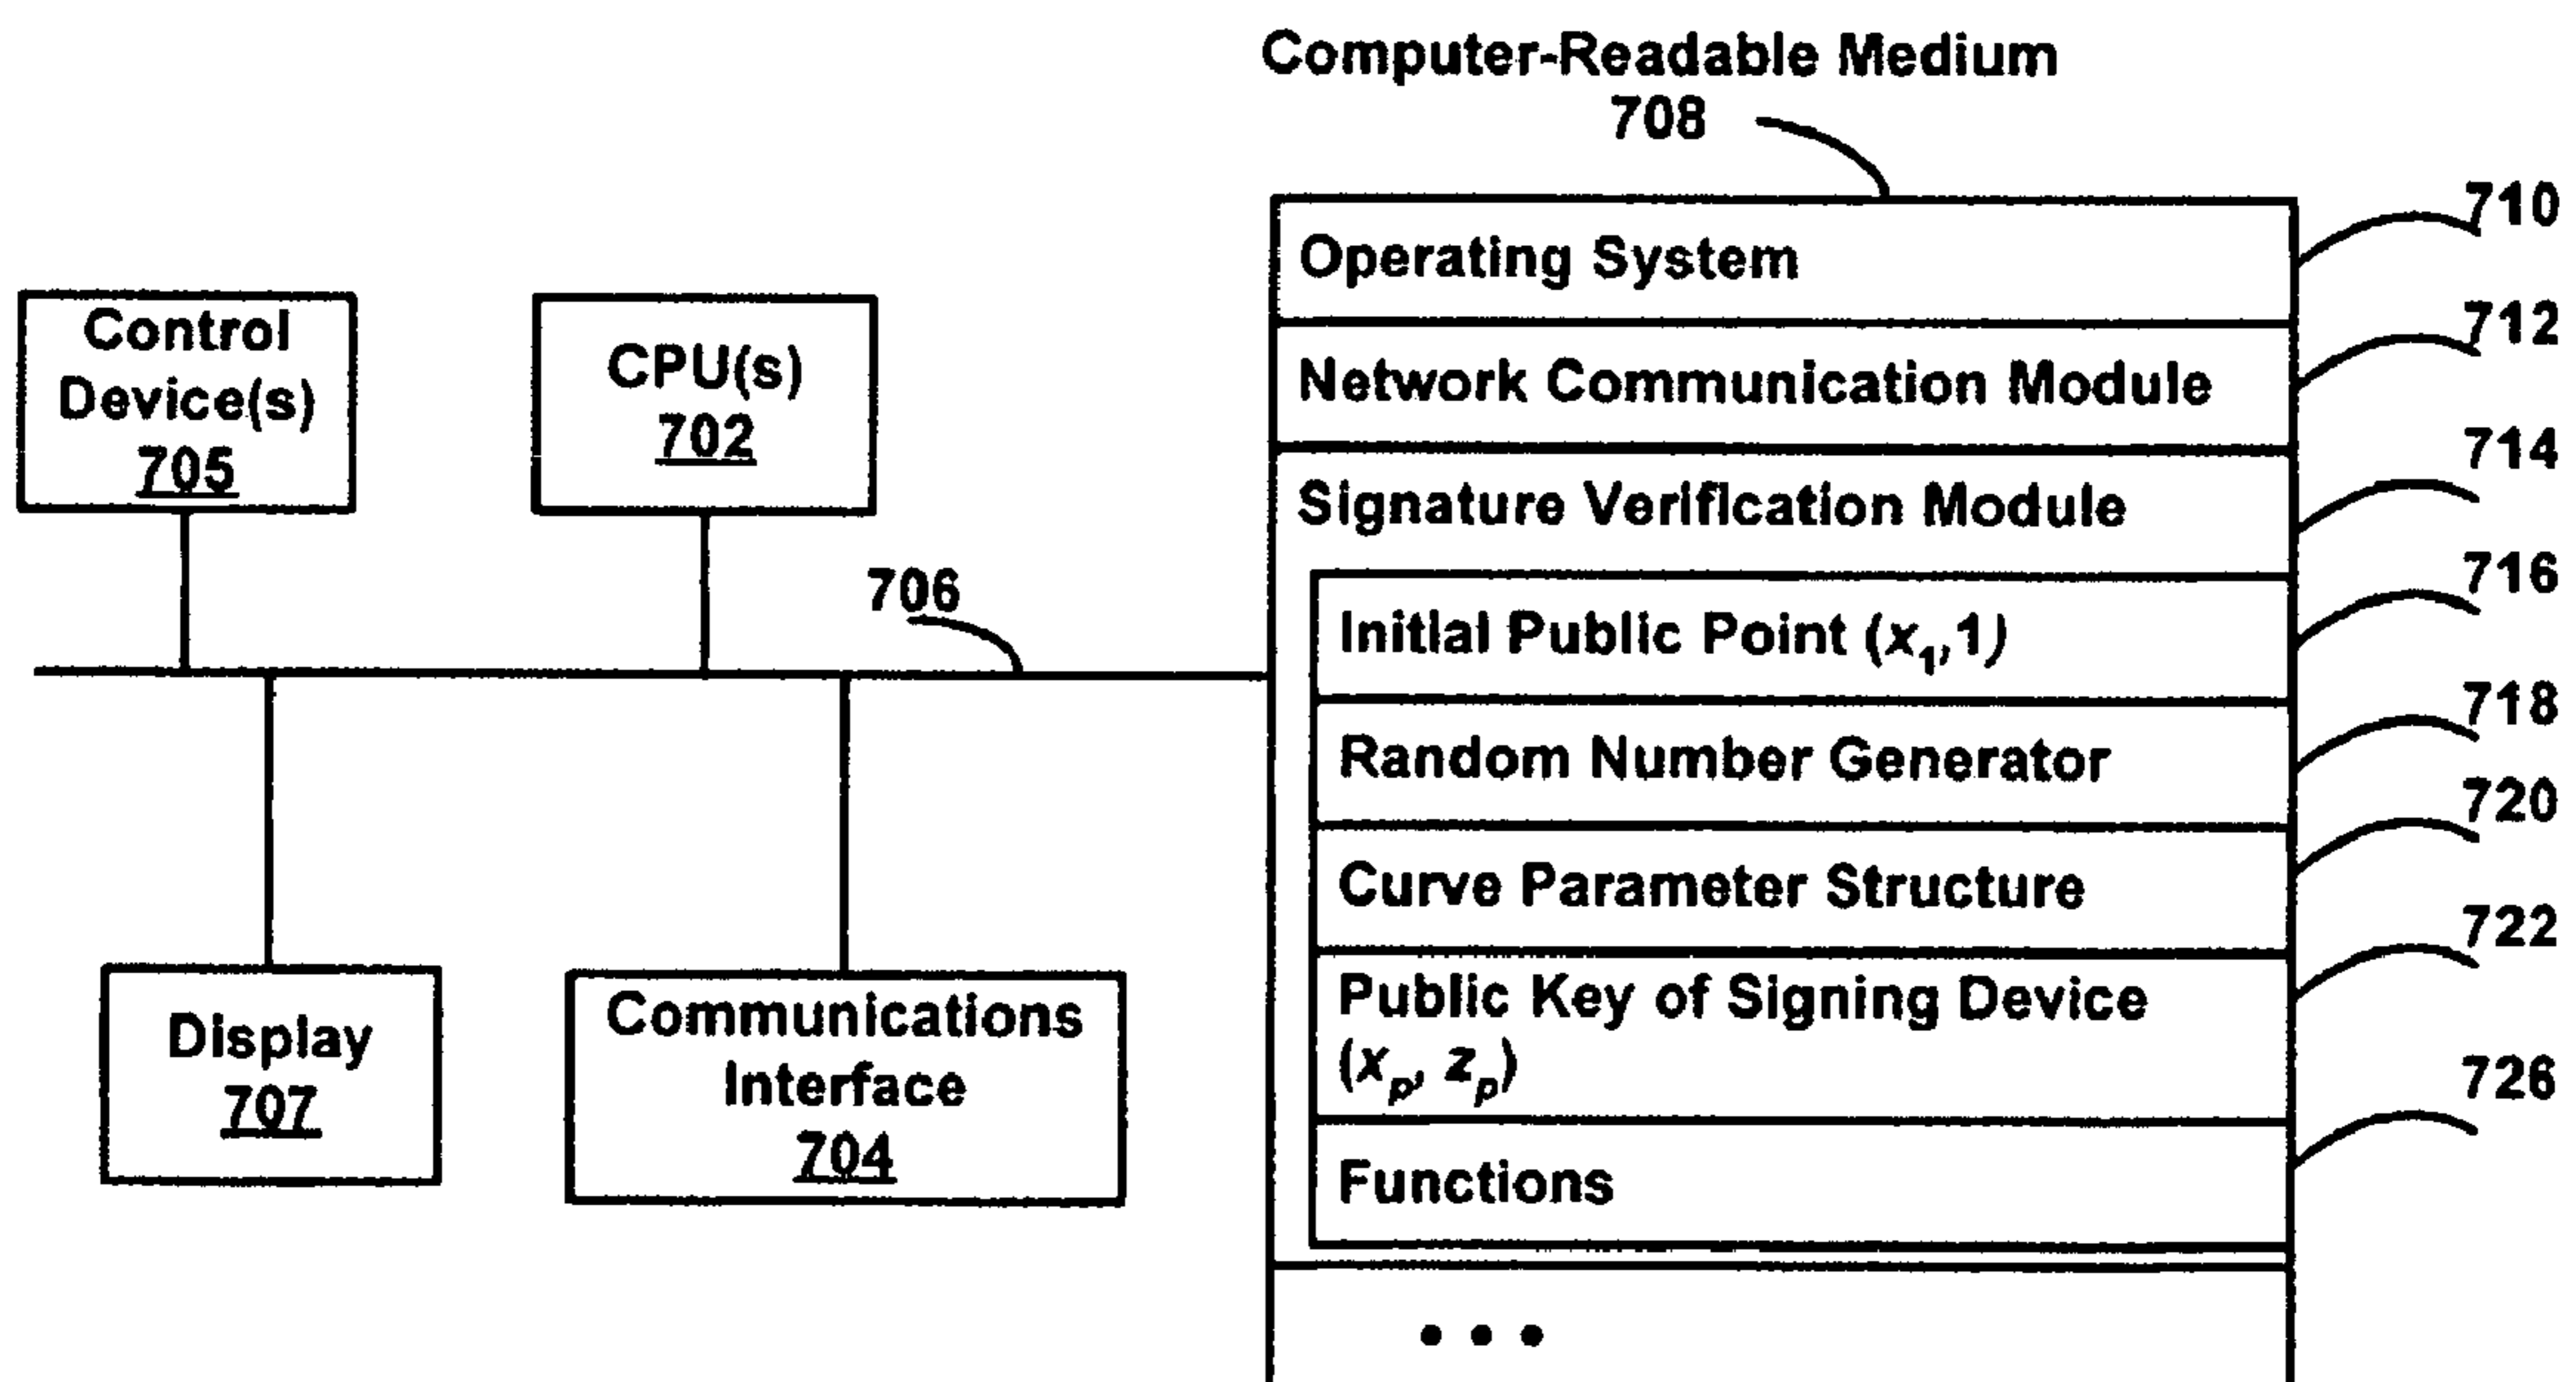 Computer-Readable Medium
708
710
Operating System
712
Network Communication Module
714
Signature Verification Module
716
Initial Public Point (x₁,1)
718
Random Number Generator
720
Curve Parameter Structure
722
Public Key of Signing Device
(xₚ, zₚ)
726
Functions
• • •
Control
Device(s)
705
CPU(s)
702
706
Display
707
Communications
Interface
704